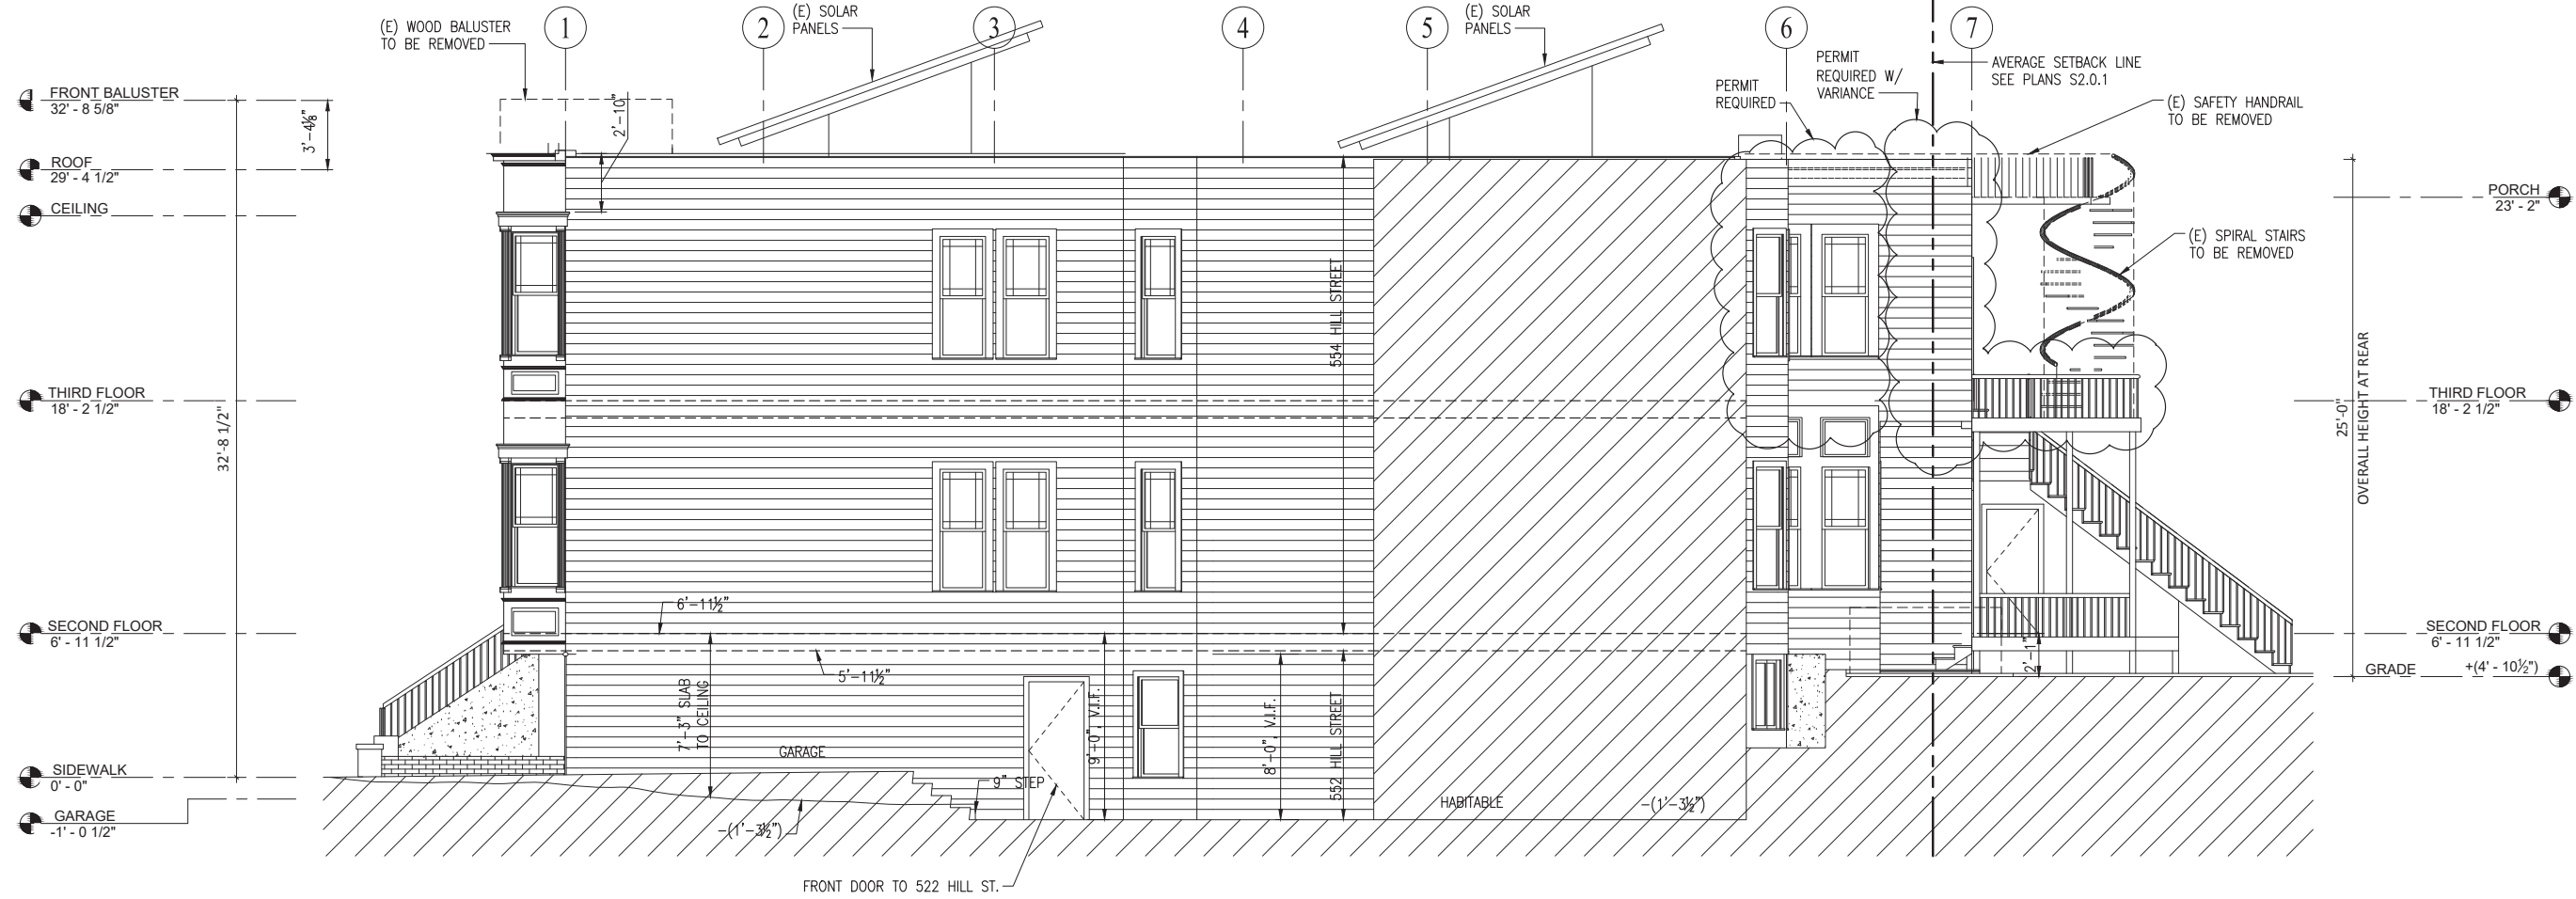 (E) WOOD BALUSTER
TO BE REMOVED
1
2
(E) SOLAR
PANELS
3
4
5
(E) SOLAR
PANELS
6
7
PERMIT
REQUIRED
PERMIT
REQUIRED W/
VARIANCE
AVERAGE SETBACK LINE
SEE PLANS S2.0.1
(E) SAFETY HANDRAIL
TO BE REMOVED
(E) SPIRAL STAIRS
TO BE REMOVED
FRONT BALUSTER
32' - 8 5/8"
ROOF
29' - 4 1/2"
CEILING
THIRD FLOOR
18' - 2 1/2"
SECOND FLOOR
6' - 11 1/2"
SIDEWALK
0' - 0"
GARAGE
-1' - 0 1/2"
32'-8 1/2"
3'-4⅛"
2'-10"
554 HILL STREET
552 HILL STREET
6'-11½"
5'-11½"
7'-3" SLAB
TO CEILING
GARAGE
9'-0", V.I.F.
8'-0", V.I.F.
9" STEP
-(1'-3½")
HABITABLE
-(1'-3½")
FRONT DOOR TO 522 HILL ST.
2'-1"
25'-0"
OVERALL HEIGHT AT REAR
PORCH
23' - 2"
THIRD FLOOR
18' - 2 1/2"
SECOND FLOOR
6' - 11 1/2"
GRADE +(4' - 10½")